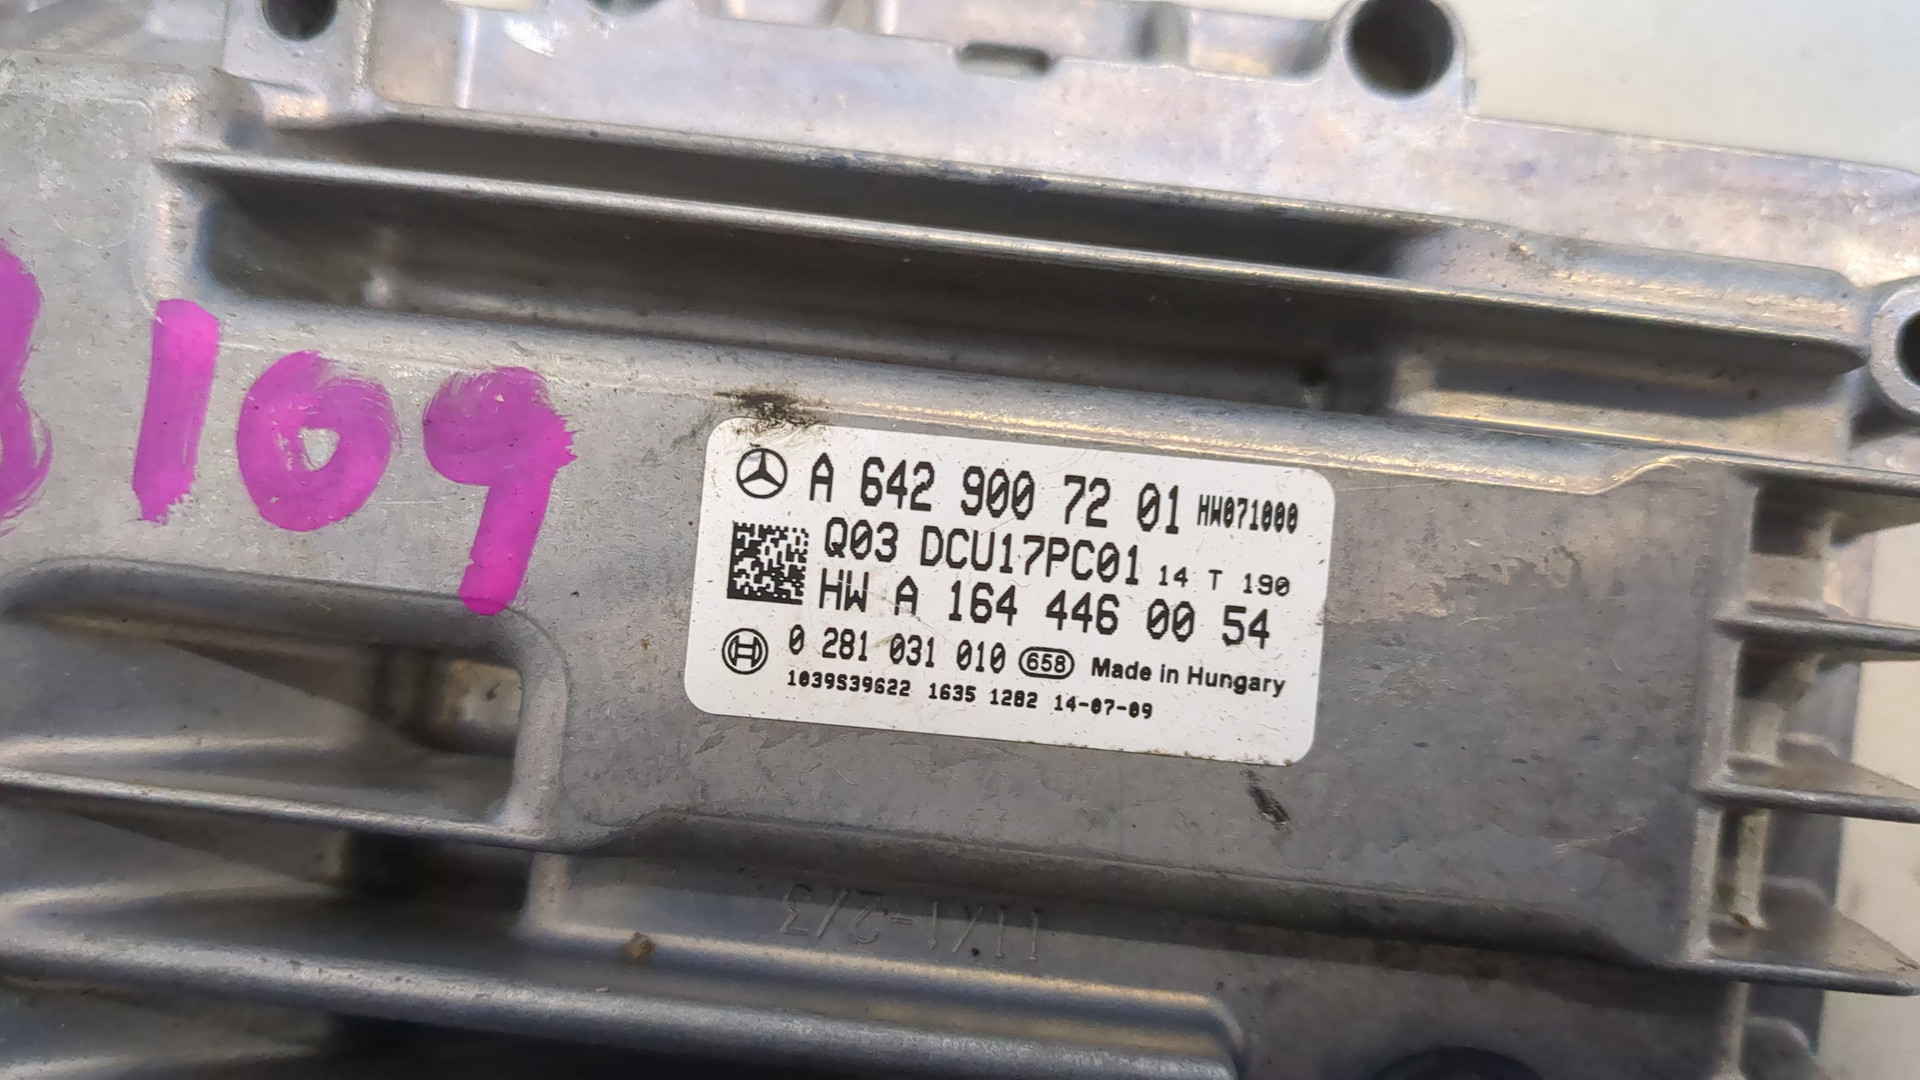 109
A 642 900 72 01 HW071000
Q03 DCU17PC01 14 T 190
HW A 164 446 00 54
0 281 031 010 658 Made in Hungary
1039S39622 1635 1282 14-07-09